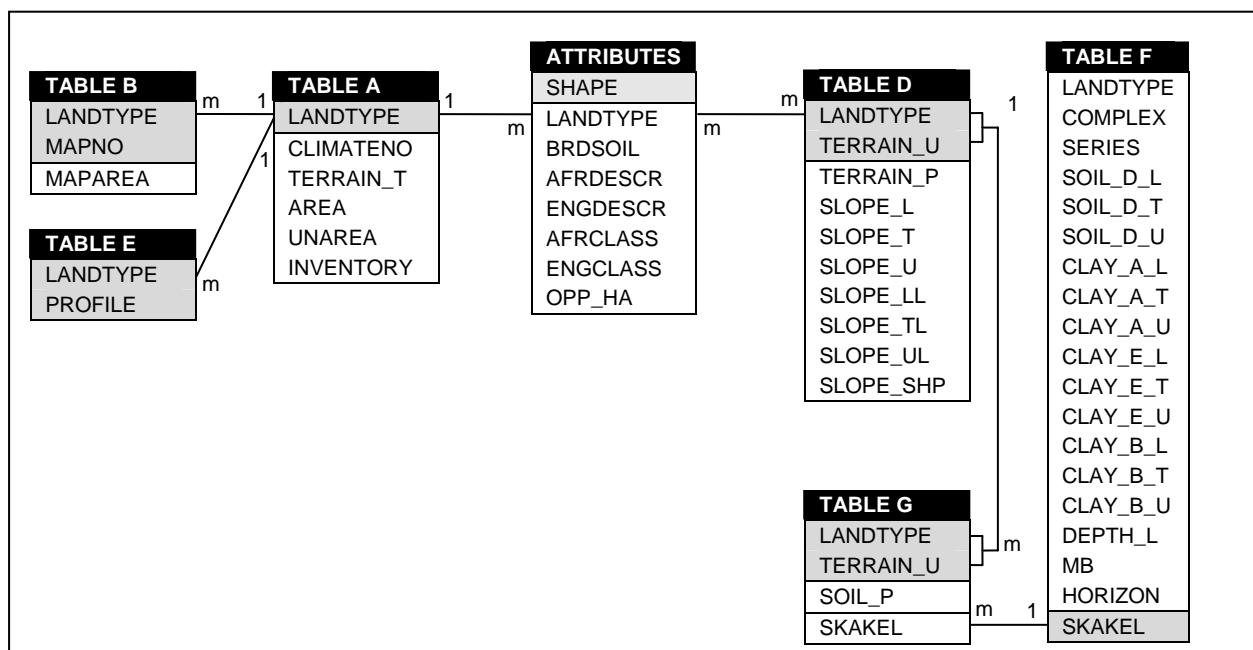 TABLE B
LANDTYPE
MAPNO
MAPAREA
m
1
TABLE E
LANDTYPE
PROFILE
m
1
TABLE A
LANDTYPE
CLIMATENO
TERRAIN_T
AREA
UNAREA
INVENTORY
1
m
ATTRIBUTES
SHAPE
LANDTYPE
BRDSOIL
AFRDESCR
ENGDESCR
AFRCLASS
ENGCLASS
OPP_HA
m
m
TABLE D
LANDTYPE
TERRAIN_U
TERRAIN_P
SLOPE_L
SLOPE_T
SLOPE_U
SLOPE_LL
SLOPE_TL
SLOPE_UL
SLOPE_SHP
1
m
TABLE G
LANDTYPE
TERRAIN_U
SOIL_P
SKAKEL
m
1
TABLE F
LANDTYPE
COMPLEX
SERIES
SOIL_D_L
SOIL_D_T
SOIL_D_U
CLAY_A_L
CLAY_A_T
CLAY_A_U
CLAY_E_L
CLAY_E_T
CLAY_E_U
CLAY_B_L
CLAY_B_T
CLAY_B_U
DEPTH_L
MB
HORIZON
SKAKEL